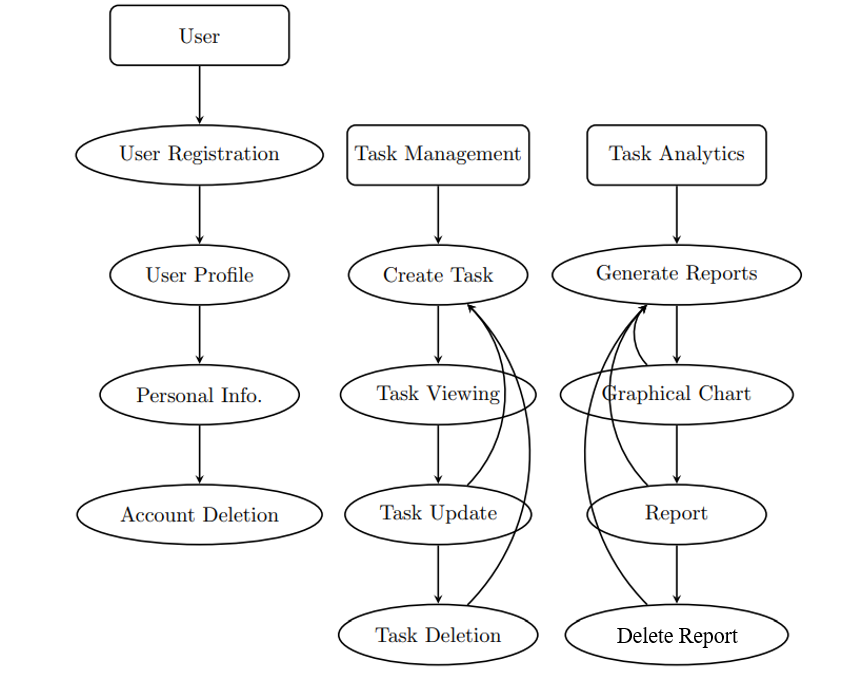 User
User Registration
Task Management
Task Analytics
User Profile
Create Task
Generate Reports
Personal Info.
Task Viewing
Graphical Chart
Account Deletion
Task Update
Report
Task Deletion
Delete Report